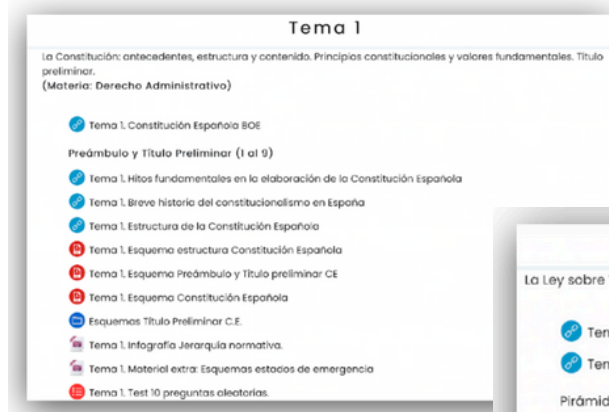 Tema 1
La Constitución: antecedentes, estructura y contenido. Principios constitucionales y valores fundamentales. Título
preliminar.
(Materia: Derecho Administrativo)
Tema 1. Constitución Española BOE
Preámbulo y Título Preliminar (1 al 9)
Tema 1. Hitos fundamentales en la elaboración de la Constitución Española
Tema 1. Breve historia del constitucionalismo en España
Tema 1. Estructura de la Constitución Española
Tema 1. Esquema estructura Constitución Española
Tema 1. Esquema Preámbulo y Título preliminar CE
Tema 1. Esquema Constitución Española
Esquemas Título Preliminar C.E.
Tema 1. Infografía Jerarquía normativa.
Tema 1. Material extra: Esquemas estados de emergencia
Tema 1. Test 10 preguntas aleatorias.
La Ley sobre